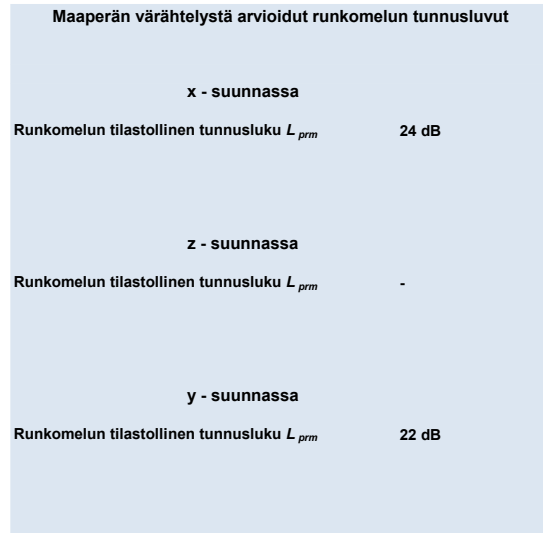 Maaperän värähtelystä arvioidut runkomelun tunnusluvut
x - suunnassa
Runkomelun tilastollinen tunnusluku L prm 24 dB
z - suunnassa
Runkomelun tilastollinen tunnusluku L prm -
y - suunnassa
Runkomelun tilastollinen tunnusluku L prm 22 dB